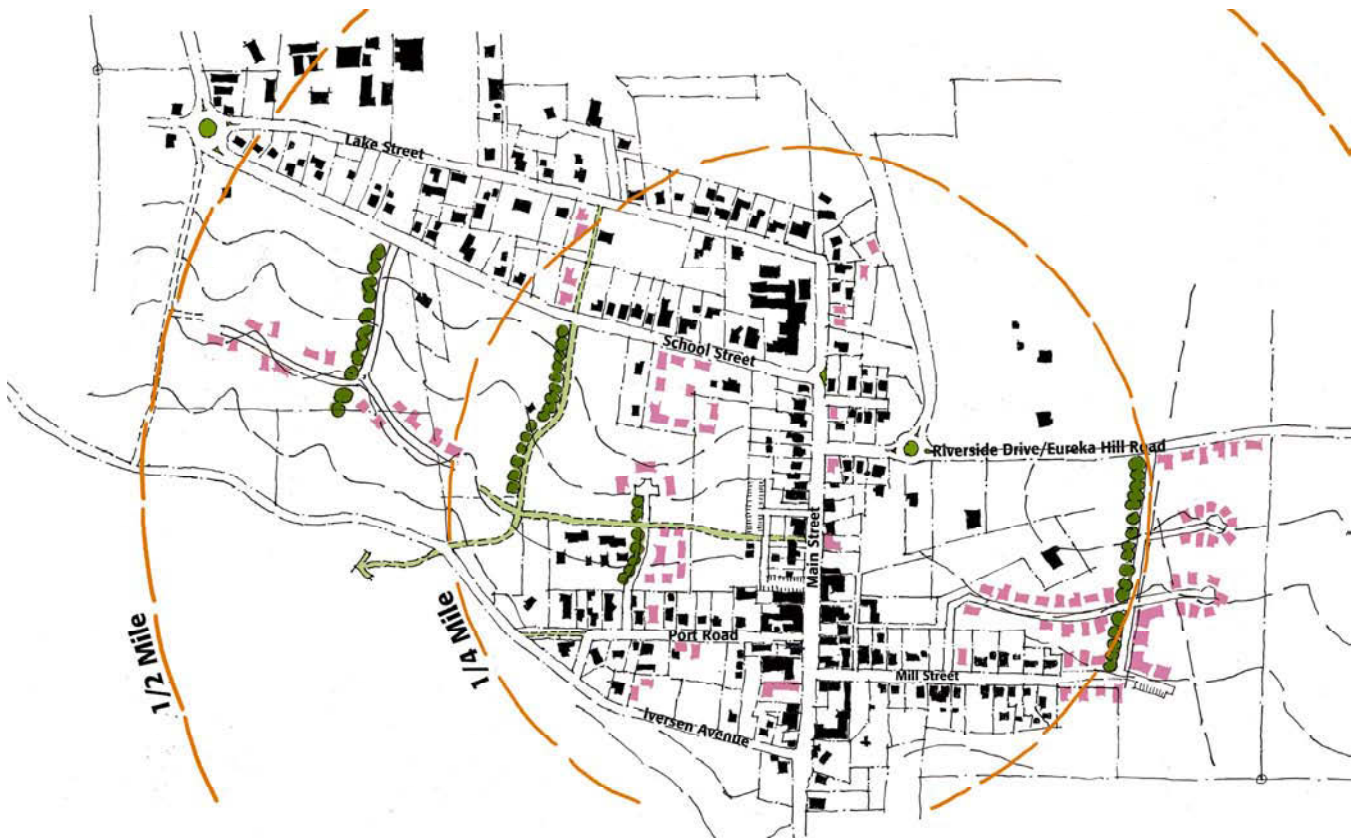 Lake Street
School Street
Riverside Drive/Eureka Hill Road
Main Street
1/2 Mile
1/4 Mile
Port Road
Mill Street
Iversen Avenue